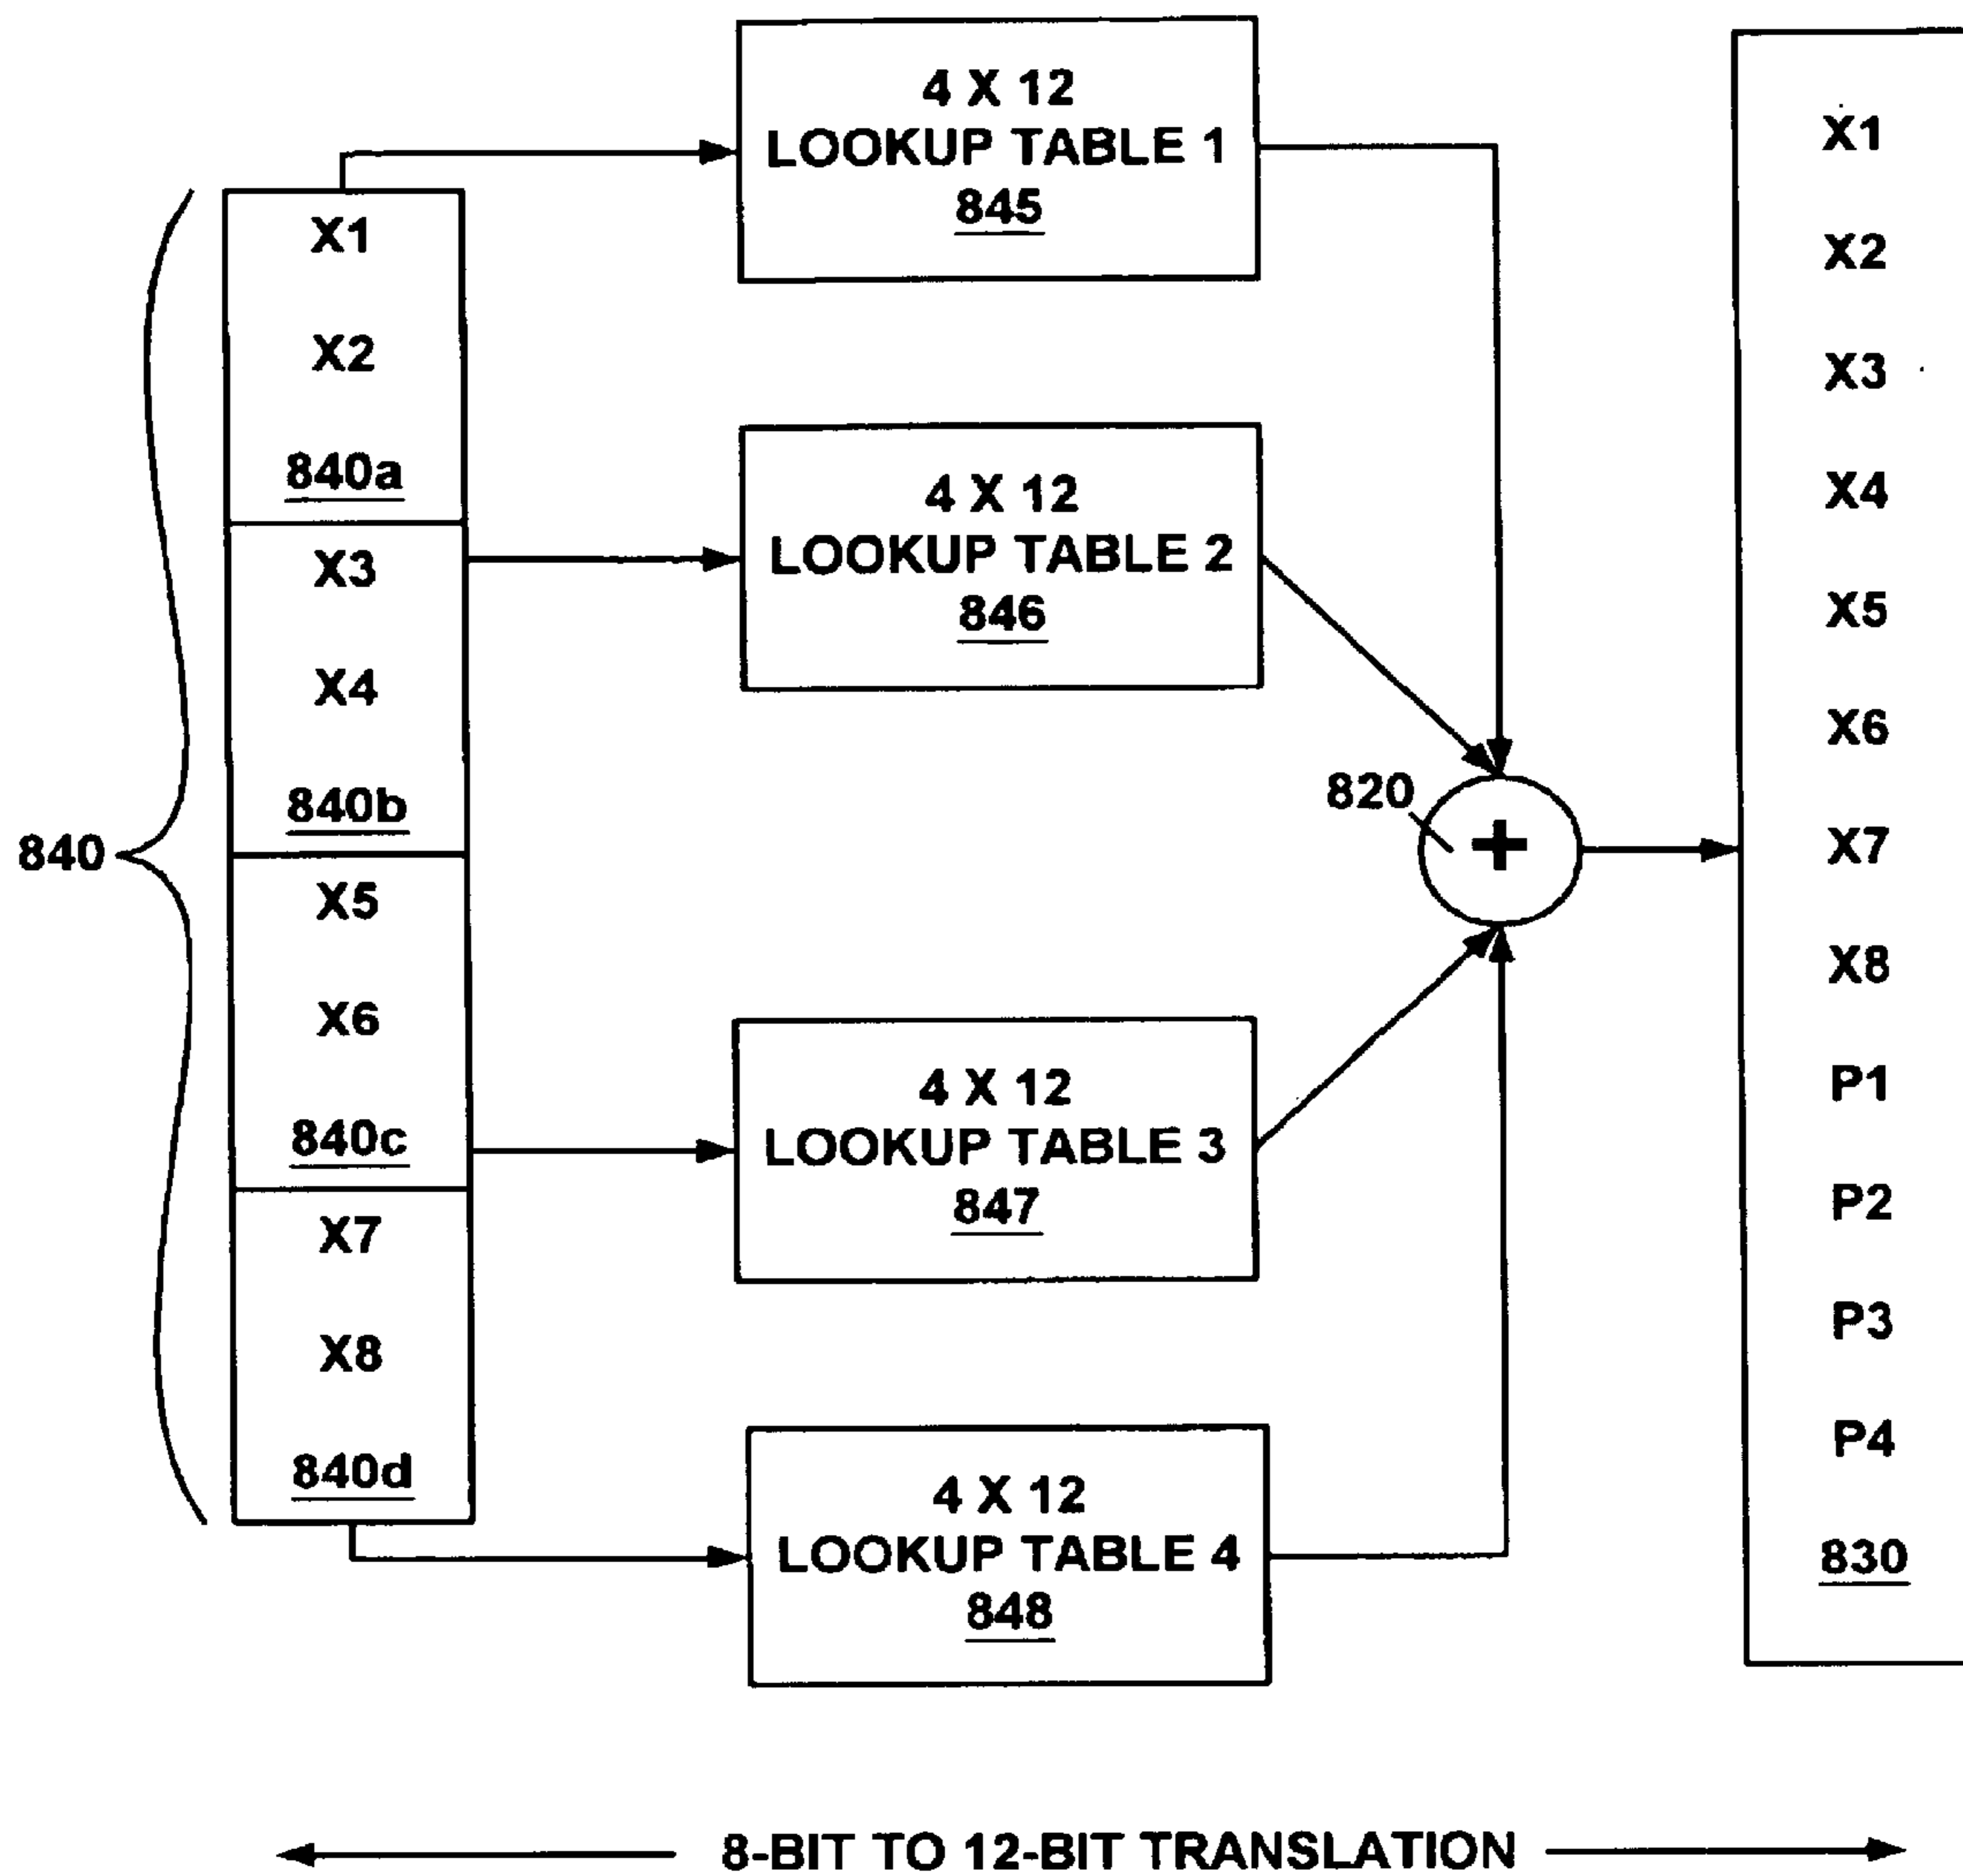 840
X1
X2
840a
X3
X4
840b
X5
X6
840c
X7
X8
840d
4 X 12
LOOKUP TABLE 1
845
4 X 12
LOOKUP TABLE 2
846
4 X 12
LOOKUP TABLE 3
847
4 X 12
LOOKUP TABLE 4
848
820
+
X1
X2
X3
X4
X5
X6
X7
X8
P1
P2
P3
P4
830
8-BIT TO 12-BIT TRANSLATION